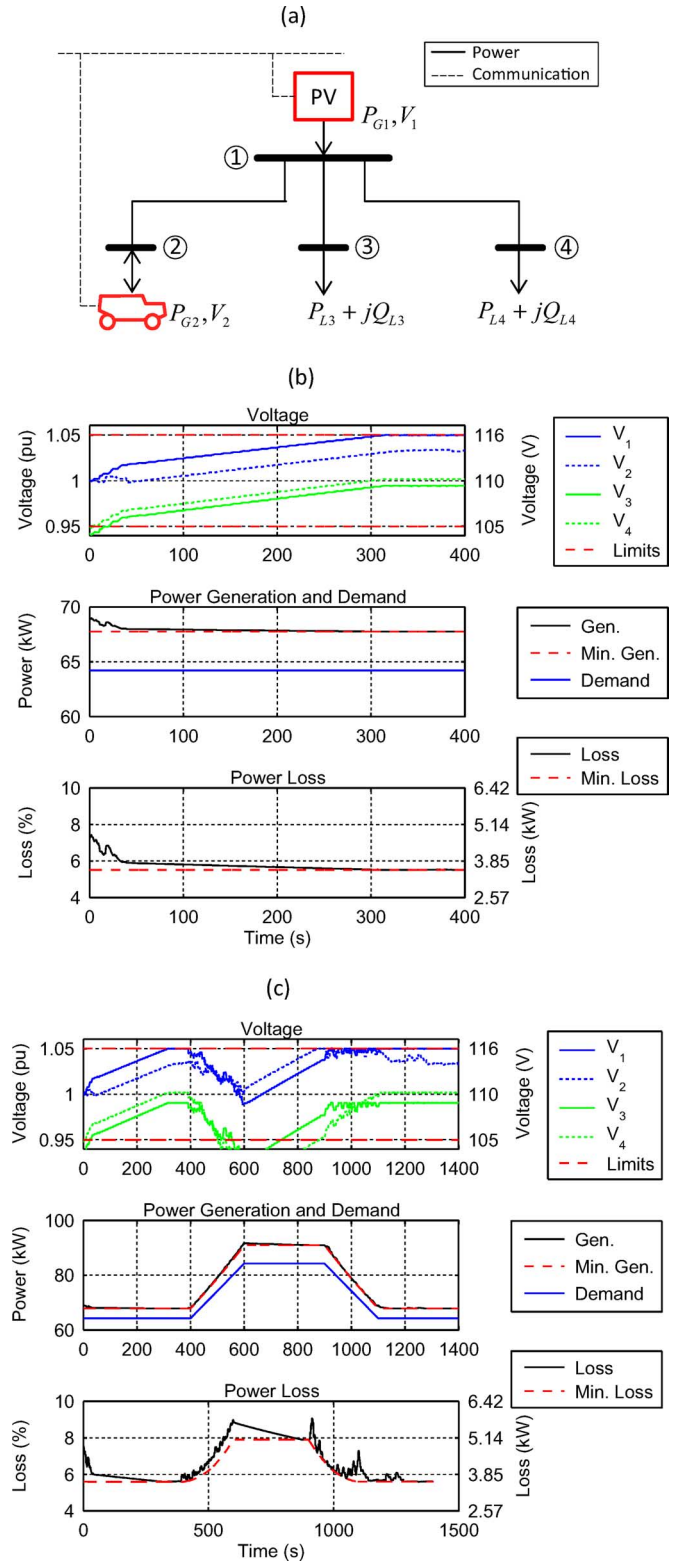 (a)
Power
Communication
PV
P_{G1}, V_1
①
②
③
④
P_{G2}, V_2
P_{L3} + jQ_{L3}
P_{L4} + jQ_{L4}
(b)
Voltage
Voltage (pu)
1.05
1
0.95
116
110
105
Voltage (V)
0 100 200 300 400
V_1
V_2
V_3
V_4
Limits
Power Generation and Demand
Power (kW)
70
65
60
0 100 200 300 400
Gen.
Min. Gen.
Demand
Power Loss
Loss (%)
10
8
6
4
6.42
5.14
3.85
2.57
Loss (kW)
0 100 200 300 400
Time (s)
Loss
Min. Loss
(c)
Voltage
Voltage (pu)
1.05
1
0.95
116
110
105
Voltage (V)
0 200 400 600 800 1000 1200 1400
V_1
V_2
V_3
V_4
Limits
Power Generation and Demand
Power (kW)
100
80
60
0 200 400 600 800 1000 1200 1400
Gen.
Min. Gen.
Demand
Power Loss
Loss (%)
10
8
6
4
6.42
5.14
3.85
2.57
Loss (kW)
0 500 1000 1500
Time (s)
Loss
Min. Loss